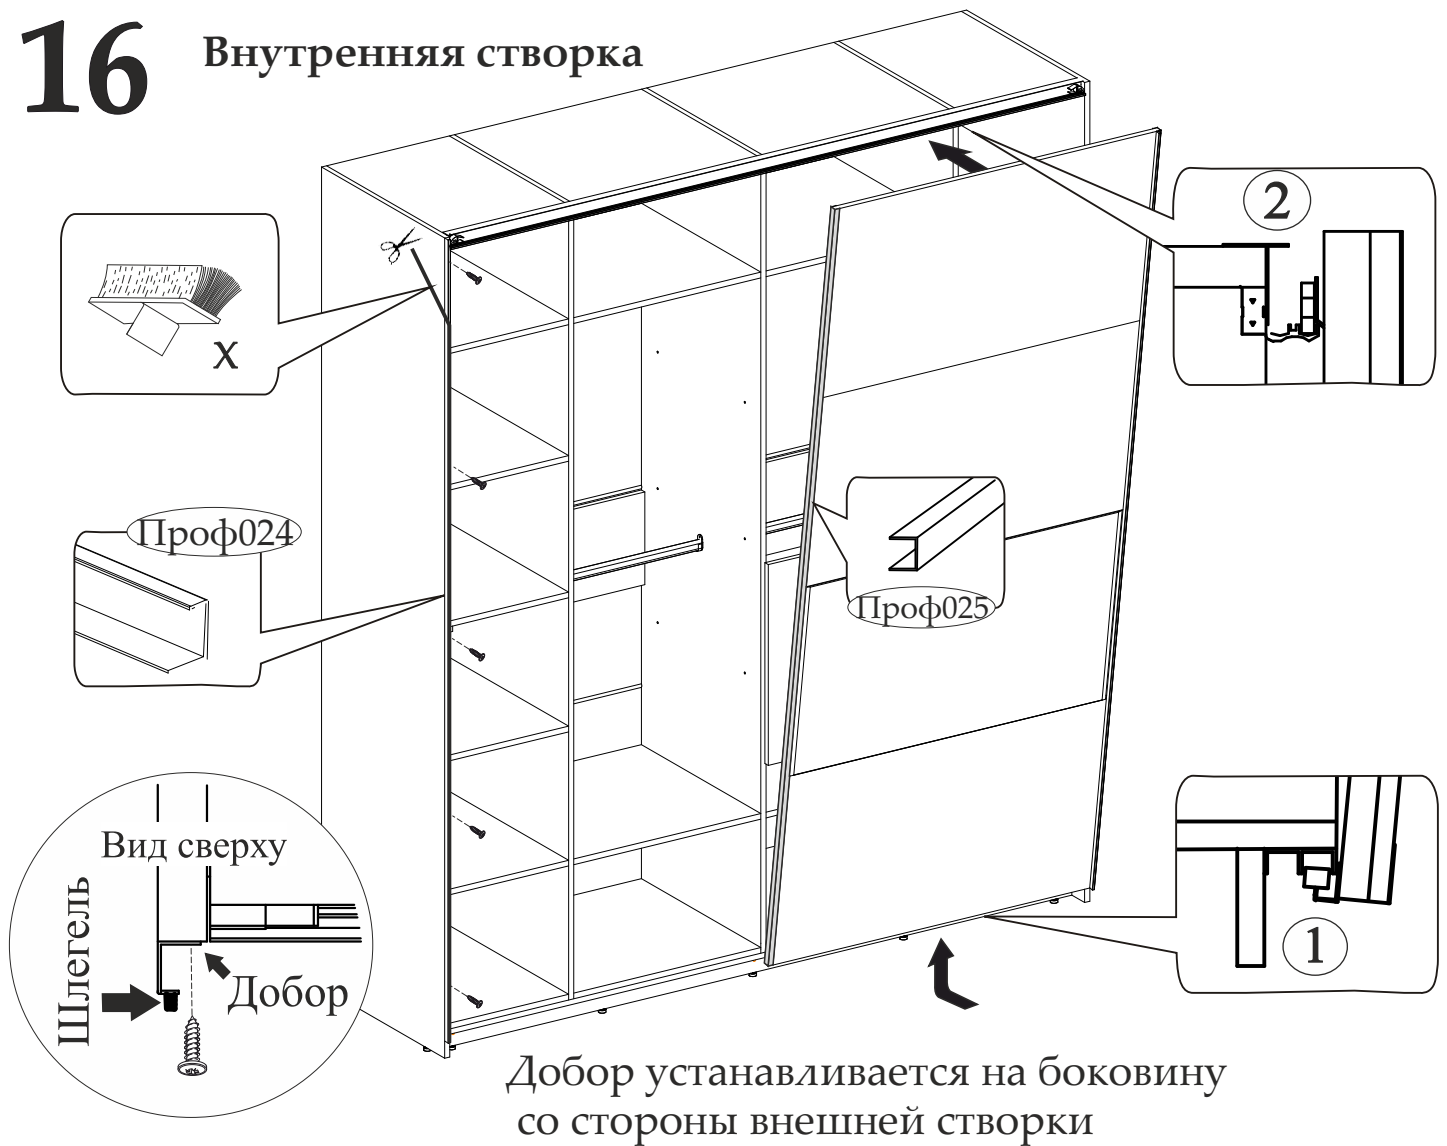 16
Внутренняя створка
2
X
Проф024
Проф025
Вид сверху
Шлегель
Добор
1
Добор устанавливается на боковину
со стороны внешней створки